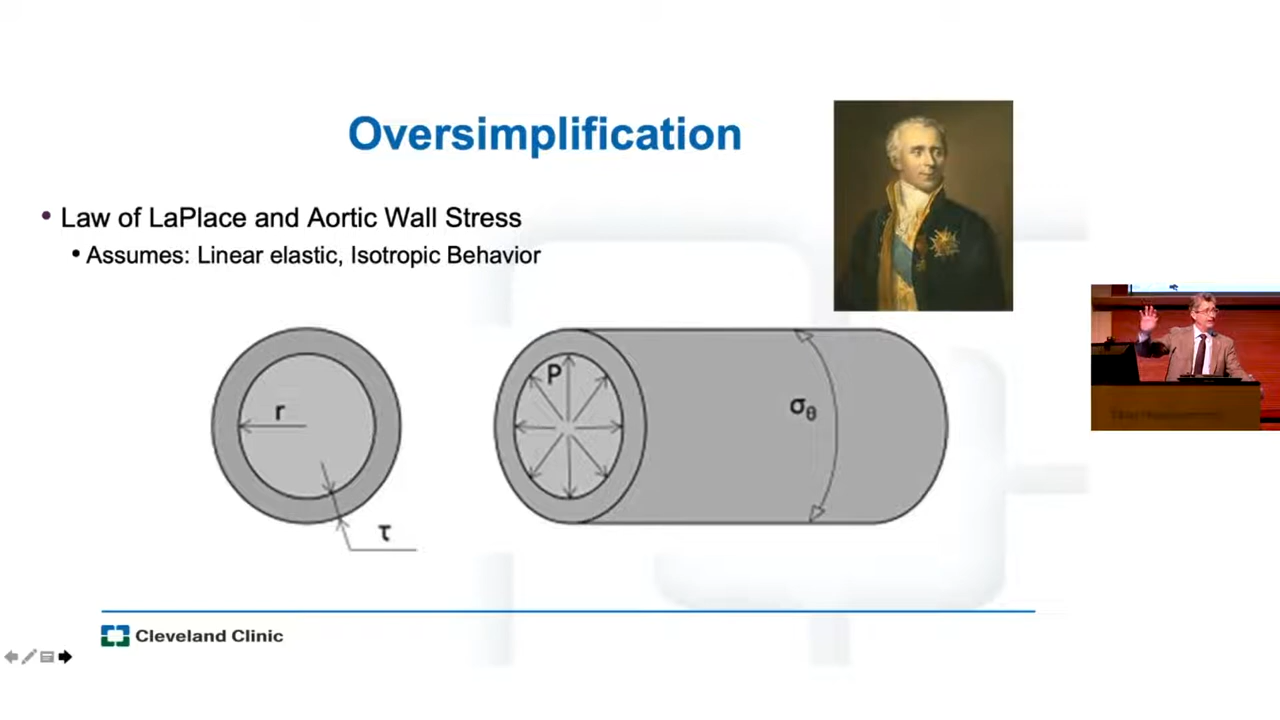 Oversimplification
• Law of LaPlace and Aortic Wall Stress
• Assumes: Linear elastic, Isotropic Behavior
r
τ
P
σθ
Cleveland Clinic